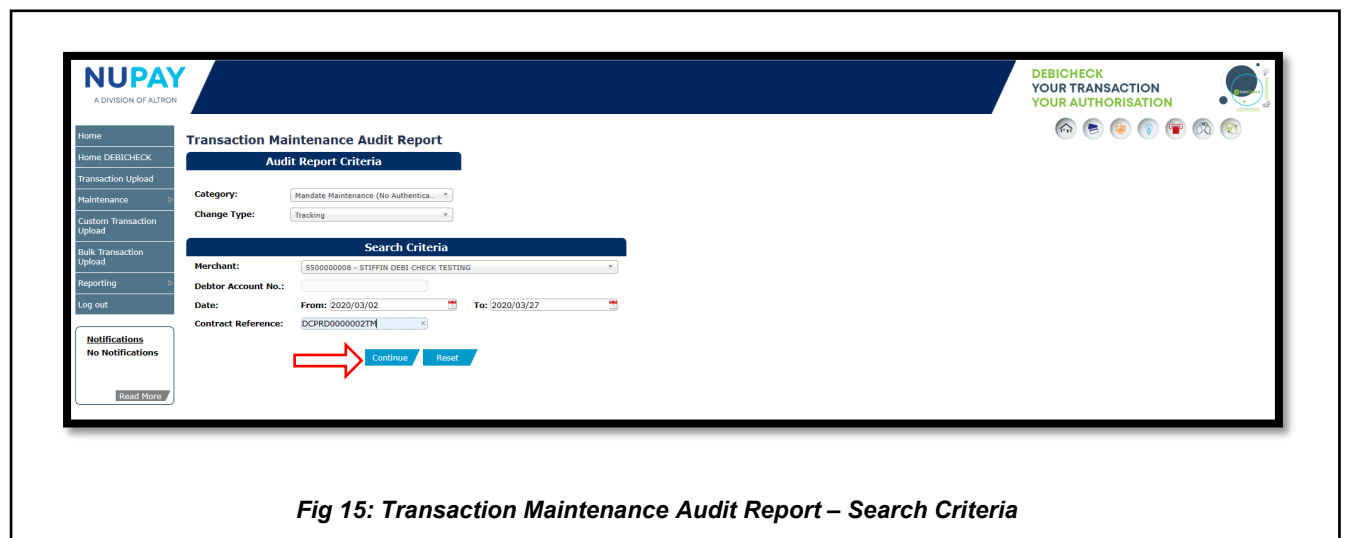 NUPAY
A DIVISION OF ALTRON
DEBICHECK
YOUR TRANSACTION
YOUR AUTHORISATION
Home
Home DEBICHECK
Transaction Upload
Maintenance
Custom Transaction
Upload
Bulk Transaction
Upload
Reporting
Log out
Notifications
No Notifications
Read More
Transaction Maintenance Audit Report
Audit Report Criteria
Category: Mandate Maintenance (No Authentica...
Change Type: Tracking
Search Criteria
Merchant: 5500000008 - STIFFIN DEBI CHECK TESTING
Debtor Account No.:
Date: From: 2020/03/02 To: 2020/03/27
Contract Reference: DCPRD0000002TM ×
Continue Reset
Fig 15: Transaction Maintenance Audit Report – Search Criteria